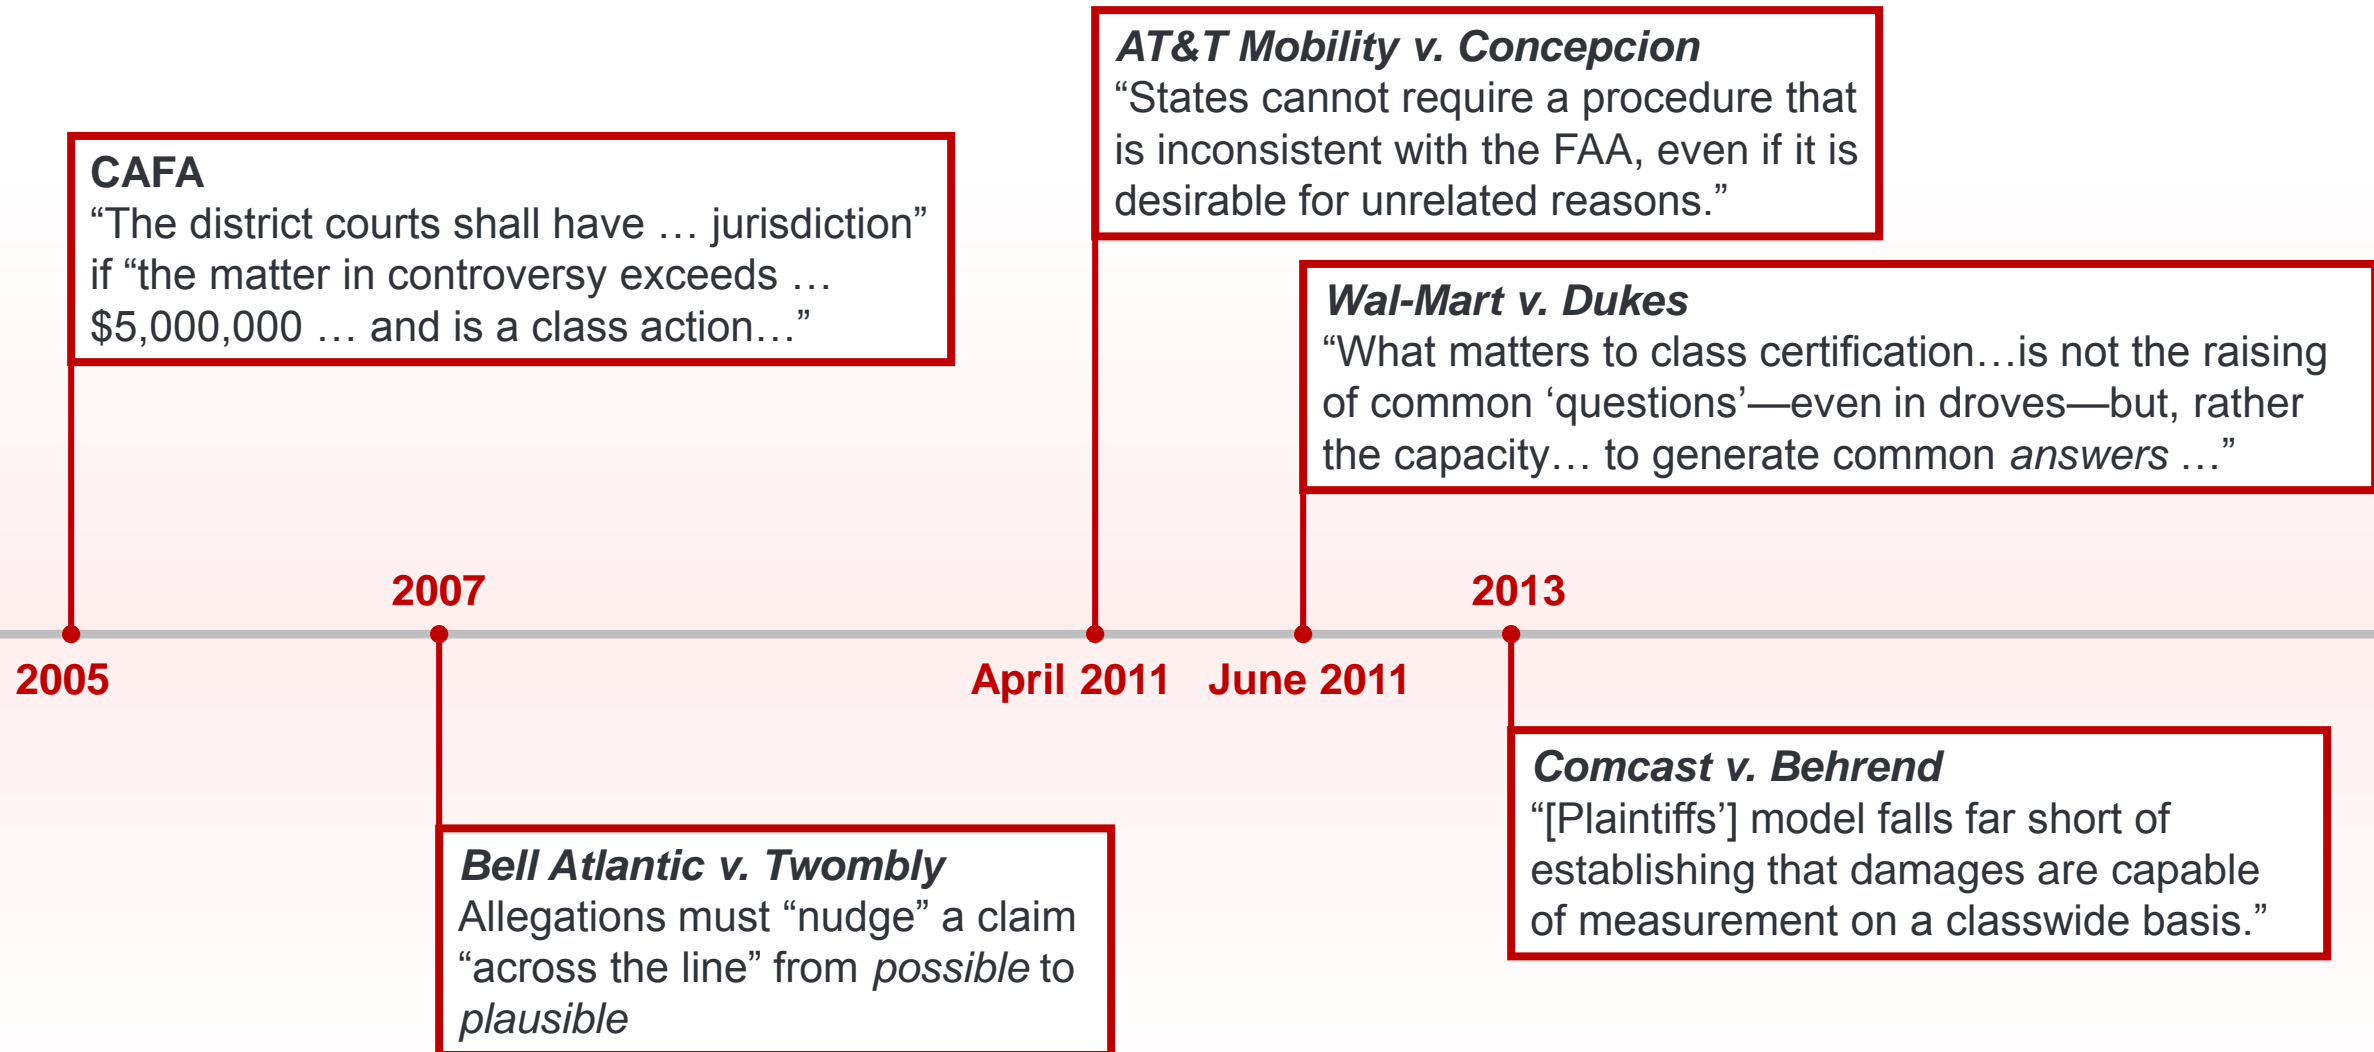 AT&T Mobility v. Concepcion
“States cannot require a procedure that
is inconsistent with the FAA, even if it is
desirable for unrelated reasons.”
CAFA
“The district courts shall have … jurisdiction”
if “the matter in controversy exceeds …
$5,000,000 … and is a class action…”
Wal-Mart v. Dukes
“What matters to class certification…is not the raising
of common ‘questions’—even in droves—but, rather
the capacity… to generate common answers …”
2007
2013
2005
April 2011
June 2011
Comcast v. Behrend
“[Plaintiffs’] model falls far short of
establishing that damages are capable
of measurement on a classwide basis.”
Bell Atlantic v. Twombly
Allegations must “nudge” a claim
“across the line” from possible to
plausible